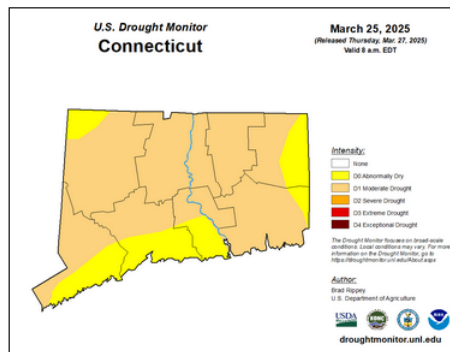 U.S. Drought Monitor
Connecticut
March 25, 2025
(Released Thursday, Mar. 27, 2025)
Valid 8 a.m. EDT
Intensity:
None
D0 Abnormally Dry
D1 Moderate Drought
D2 Severe Drought
D3 Extreme Drought
D4 Exceptional Drought
The Drought Monitor focuses on broad-scale
conditions. Local conditions may vary. For more
information on the Drought Monitor, go to
https://droughtmonitor.unl.edu/About.aspx
Author:
Brad Rippey
U.S. Department of Agriculture
USDA
NDMC
droughtmonitor.unl.edu